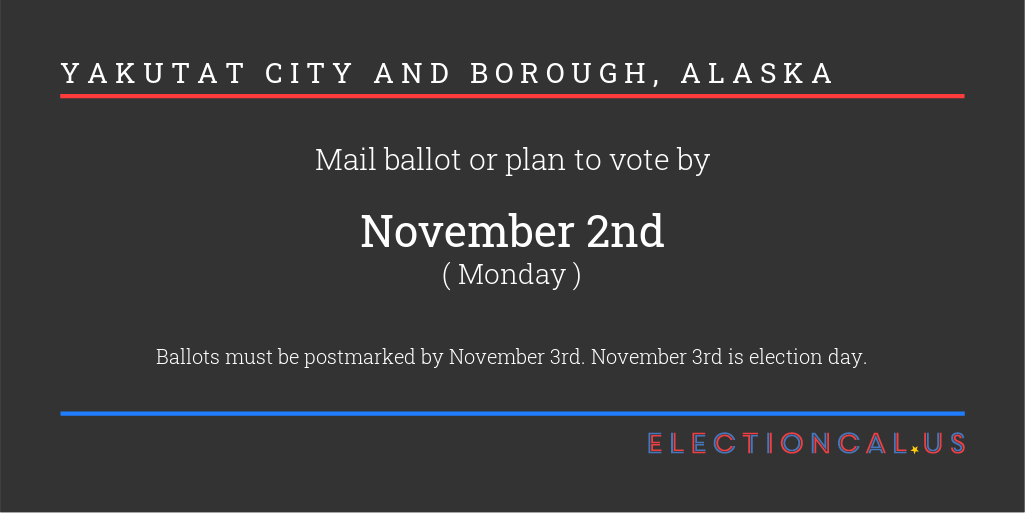 YAKUTAT CITY AND BOROUGH, ALASKA
Mail ballot or plan to vote by
November 2nd
( Monday )
Ballots must be postmarked by November 3rd. November 3rd is election day.
ELECTIONCAL.US